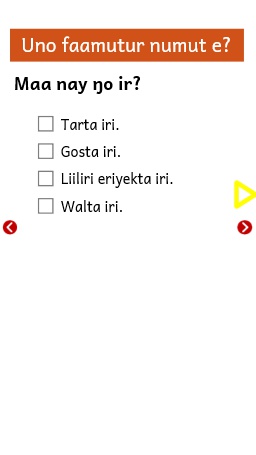 Uno faamutur numut e?
Maa nay ŋo ir?
Tarta iri.
Gosta iri.
Liiliri eriyekta iri.
Walta iri.